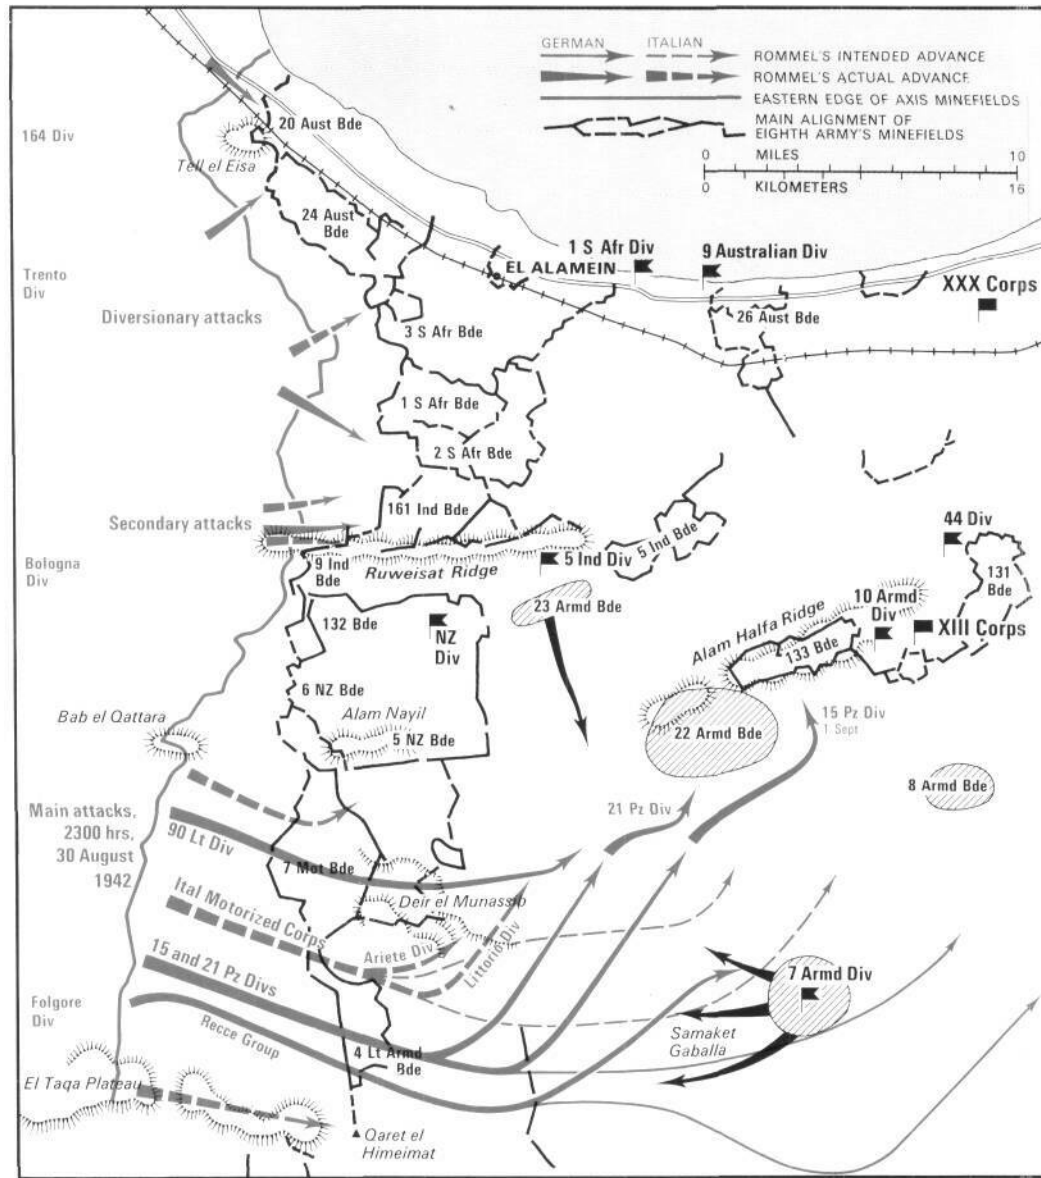 GERMAN ITALIAN
ROMMEL'S INTENDED ADVANCE
ROMMEL'S ACTUAL ADVANCE
EASTERN EDGE OF AXIS MINEFIELDS
MAIN ALIGNMENT OF
EIGHTH ARMY'S MINEFIELDS
0 MILES 10
0 KILOMETERS 16
164 Div
20 Aust Bde
Tell el Eisa
24 Aust
Bde
Trento
Div
1 S Afr Div
9 Australian Div
EL ALAMEIN
XXX Corps
Diversionary attacks
3 S Afr Bde
26 Aust Bde
1 S Afr Bde
2 S Afr Bde
161 Ind Bde
Secondary attacks
5 Ind Bde
44 Div
Bologna
Div
9 Ind
Bde
Ruweisat Ridge
5 Ind Div
131
Bde
23 Armd Bde
10 Armd
Div
132 Bde
NZ
Div
Alam Halfa Ridge
133 Bde
XIII Corps
6 NZ Bde
Alam Nayil
5 NZ Bde
Bab el Qattara
15 Pz Div
1 Sept
22 Armd Bde
8 Armd Bde
21 Pz Div
Main attacks,
2300 hrs,
30 August
1942
90 Lt Div
7 Mot Bde
Deir el Munassib
Ital Motorized Corps
Ariete Div
Littorio Div
15 and 21 Pz Divs
7 Armd Div
Folgore
Div
Recce Group
Samaket
Gaballa
4 Lt Armd
Bde
El Taqa Plateau
Qaret el
Himeimat